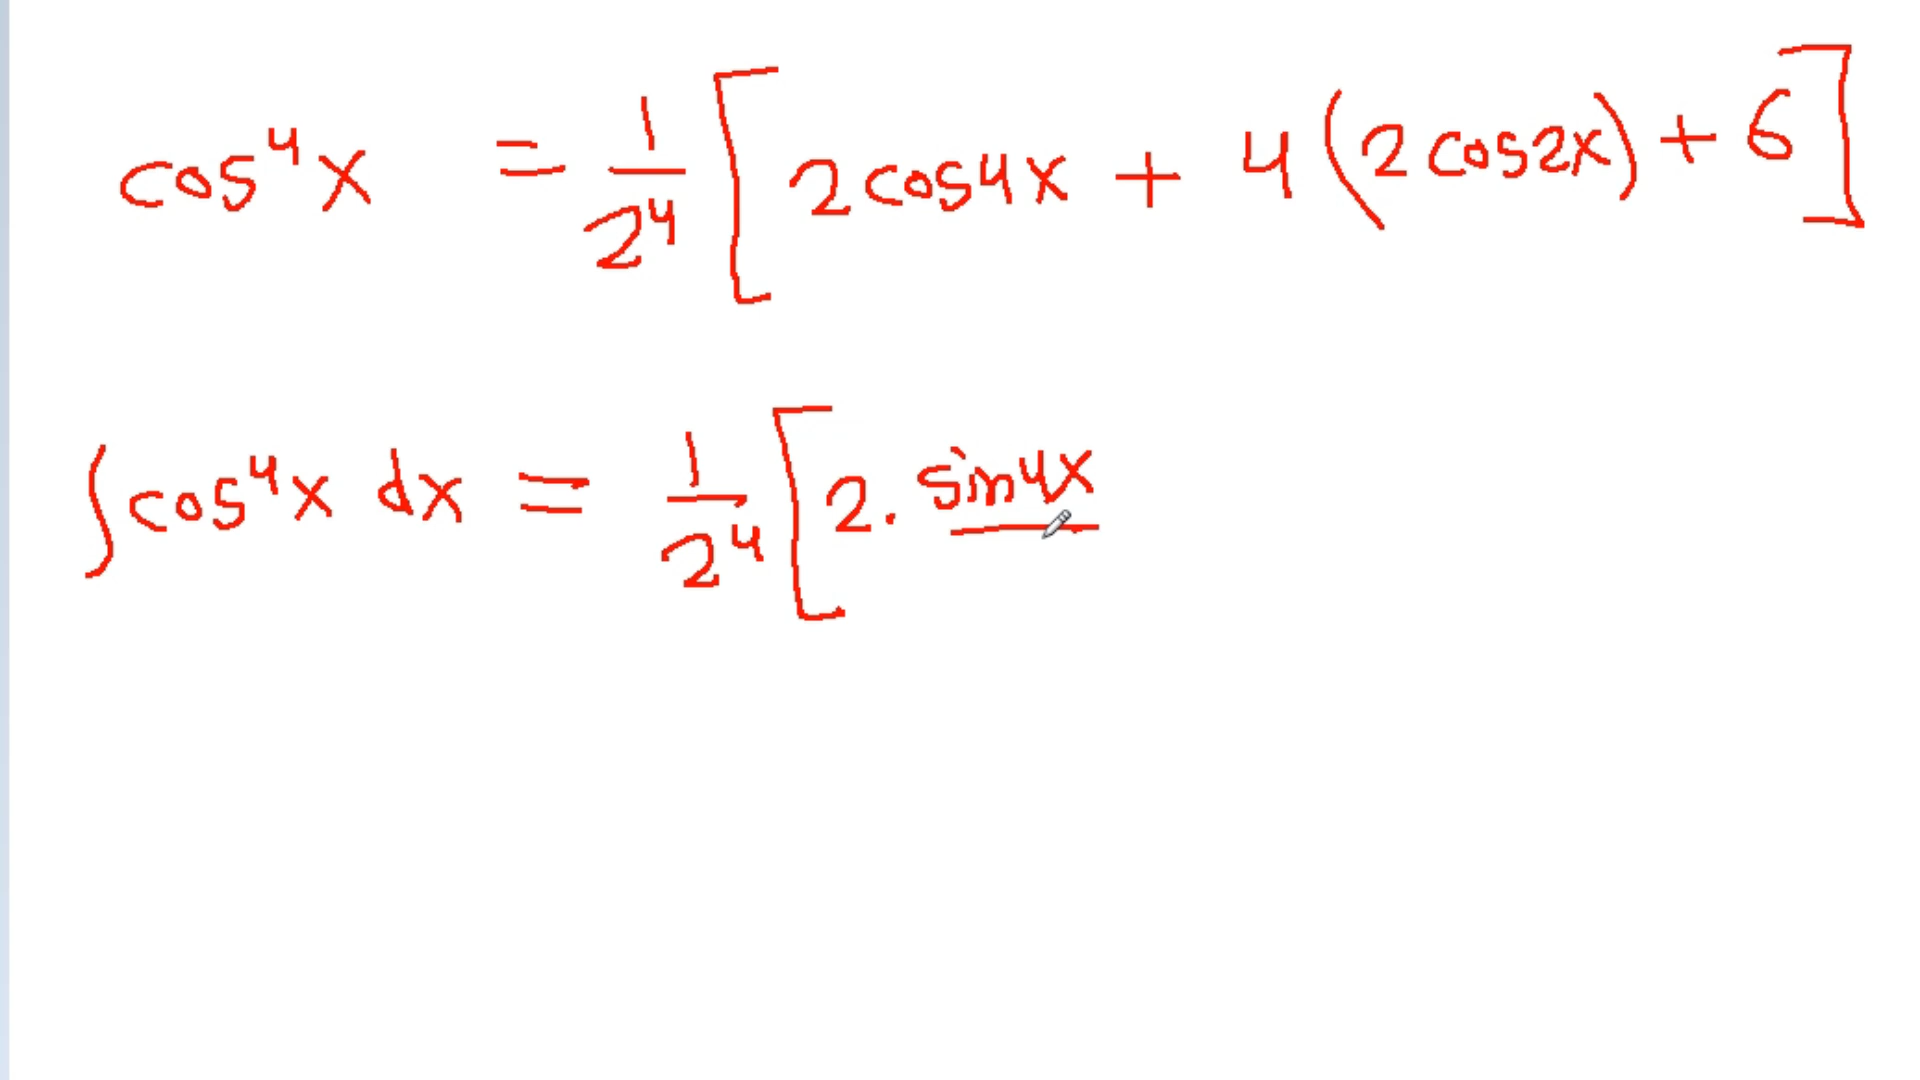 cos⁴x = 1/2⁴ [2cos4x + 4(2cos2x) + 6]
∫cos⁴x dx = 1/2⁴ [2. sin4x